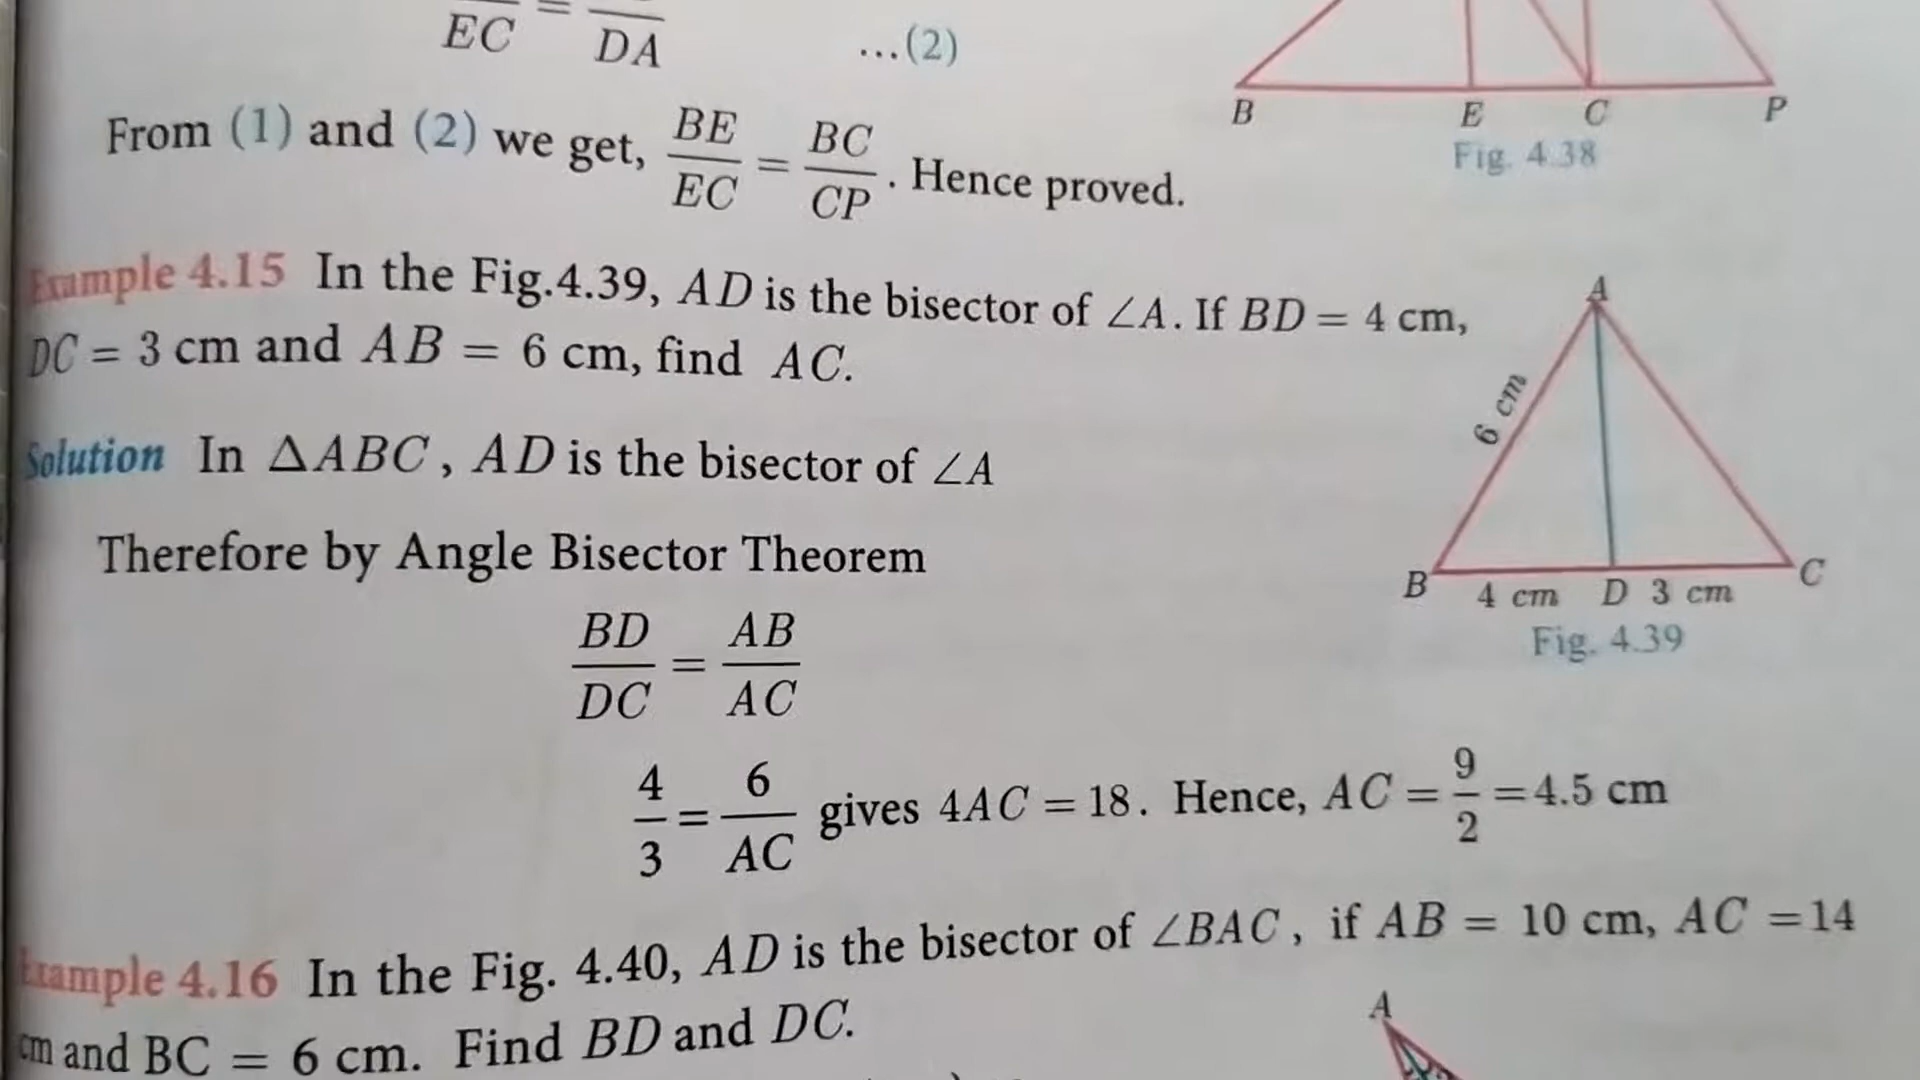 EC = DA ...(2)
B E C P
Fig. 4.38
From (1) and (2) we get, BE/EC = BC/CP. Hence proved.
Example 4.15 In the Fig.4.39, AD is the bisector of ∠A. If BD = 4 cm,
DC = 3 cm and AB = 6 cm, find AC.
A
6 cm
B 4 cm D 3 cm C
Fig. 4.39
Solution In ΔABC, AD is the bisector of ∠A
Therefore by Angle Bisector Theorem
BD/DC = AB/AC
4/3 = 6/AC gives 4AC = 18. Hence, AC = 9/2 = 4.5 cm
Example 4.16 In the Fig. 4.40, AD is the bisector of ∠BAC, if AB = 10 cm, AC = 14
cm and BC = 6 cm. Find BD and DC.
A